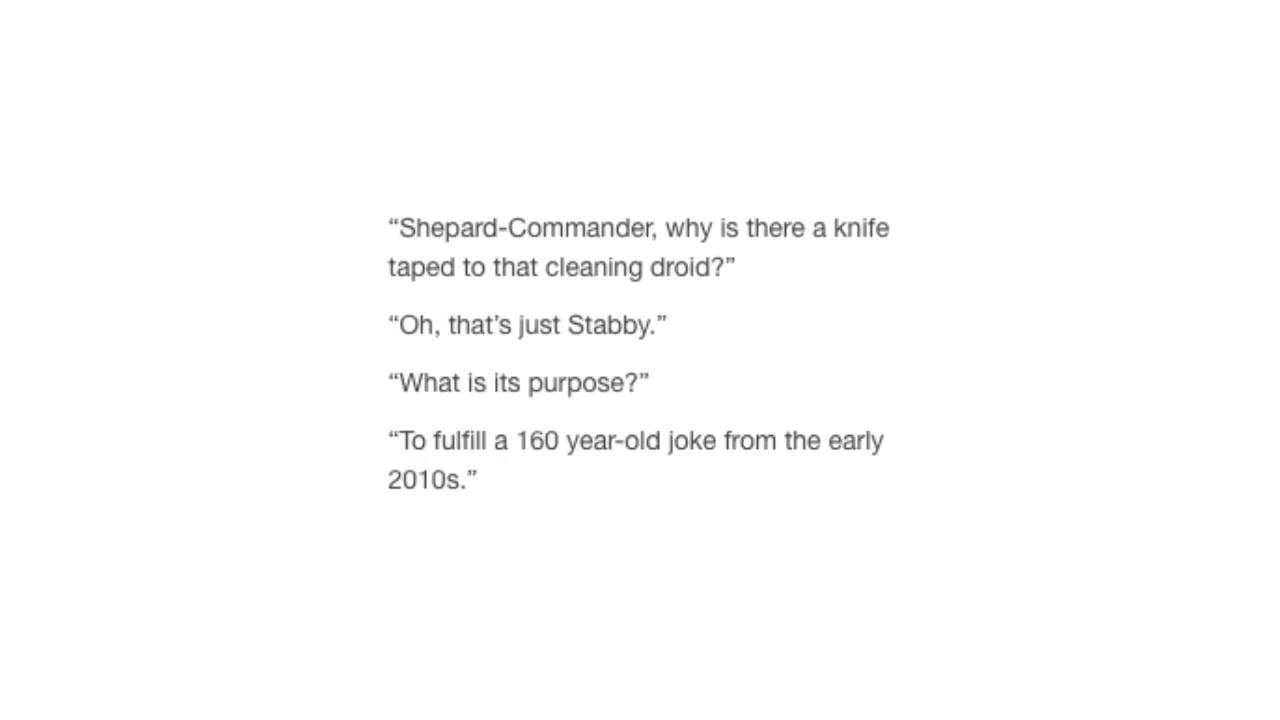 “Shepard-Commander, why is there a knife
taped to that cleaning droid?”
“Oh, that’s just Stabby.”
“What is its purpose?”
“To fulfill a 160 year-old joke from the early
2010s.”